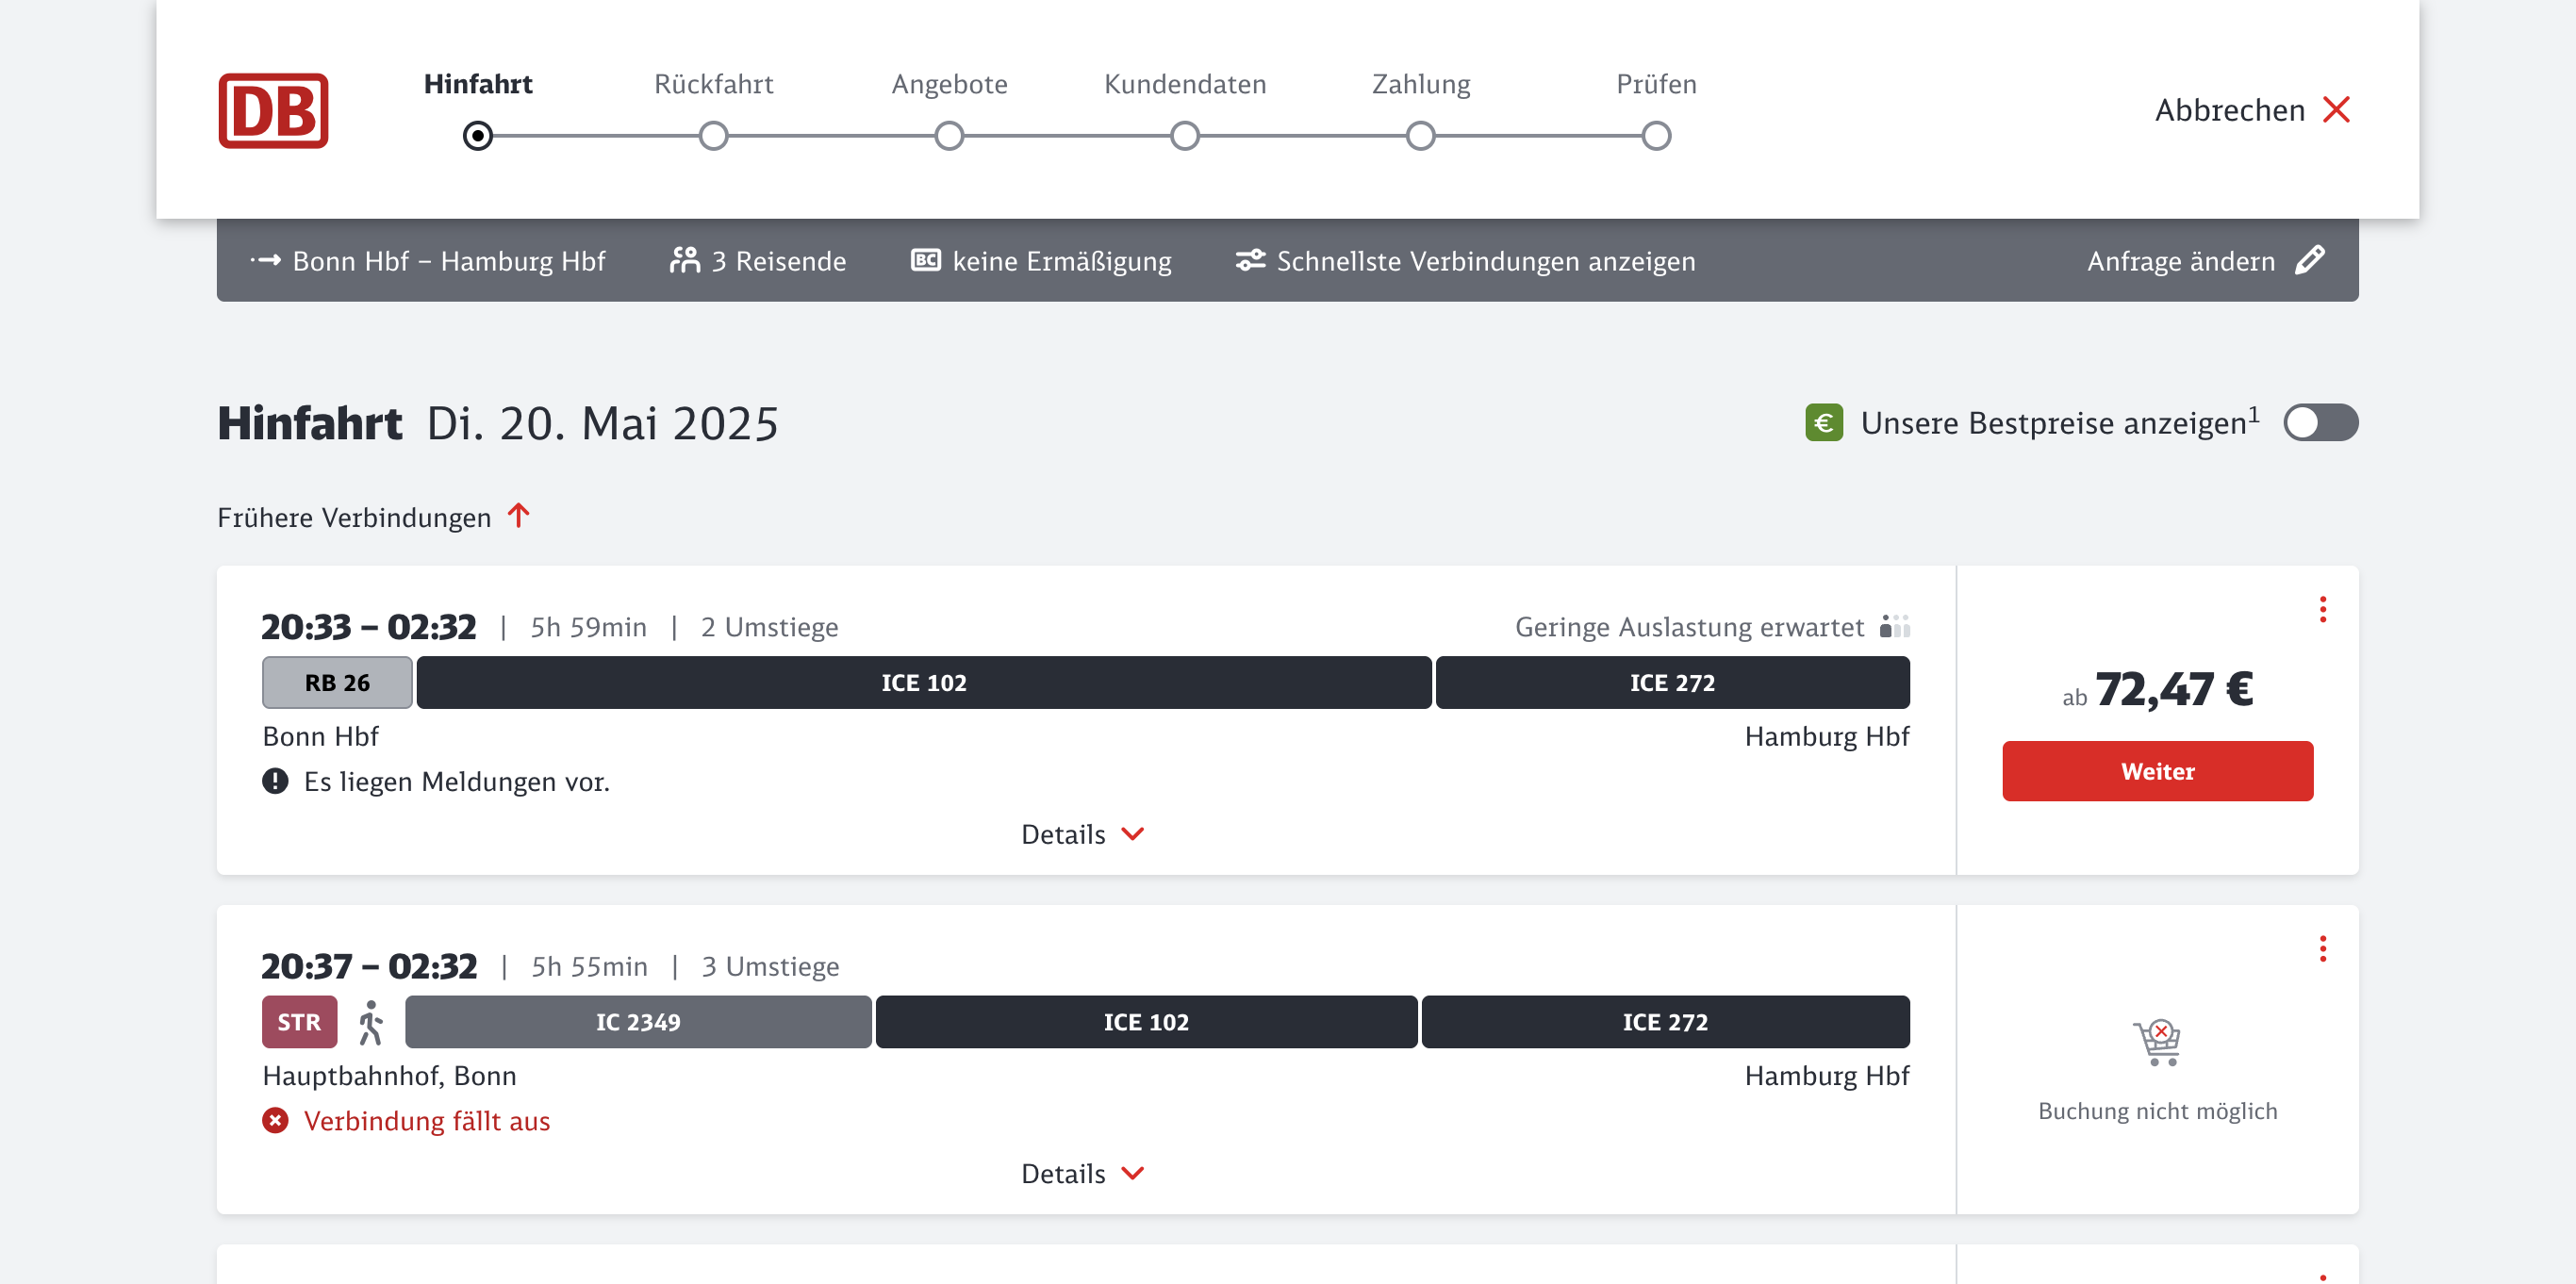 DB
Hinfahrt Rückfahrt Angebote Kundendaten Zahlung Prüfen
Abbrechen
Bonn Hbf – Hamburg Hbf 3 Reisende BC keine Ermäßigung Schnellste Verbindungen anzeigen Anfrage ändern
Hinfahrt Di. 20. Mai 2025
€ Unsere Bestpreise anzeigen¹
Frühere Verbindungen
20:33 – 02:32 | 5h 59min | 2 Umstiege Geringe Auslastung erwartet
RB 26 ICE 102 ICE 272
Bonn Hbf Hamburg Hbf
Es liegen Meldungen vor.
Details
ab 72,47 €
Weiter
20:37 – 02:32 | 5h 55min | 3 Umstiege
STR IC 2349 ICE 102 ICE 272
Hauptbahnhof, Bonn Hamburg Hbf
Verbindung fällt aus
Details
Buchung nicht möglich